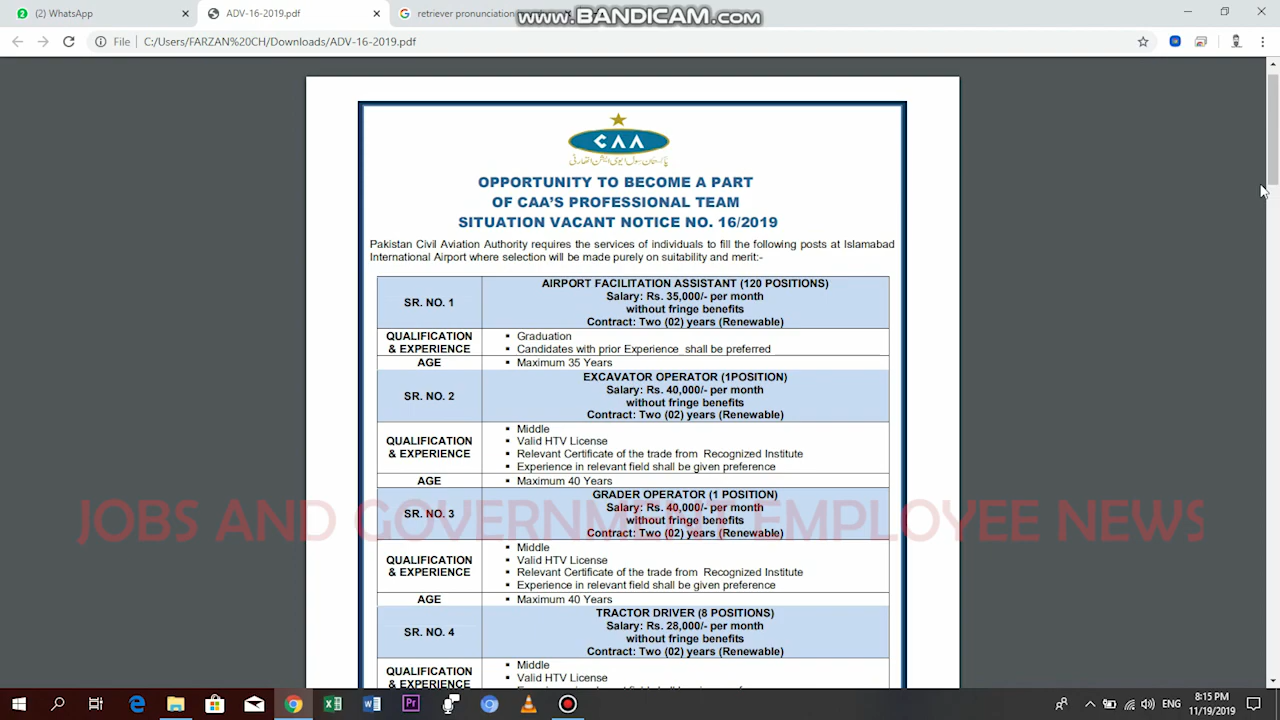 (2) WhatsApp
ADV-16-2019.pdf
retriever pronunciation
www.BANDICAM.com
File
C:/Users/FARZAN%20CH/Downloads/ADV-16-2019.pdf
CAA
پاکستان سول ایوی ایشن اتھارٹی
OPPORTUNITY TO BECOME A PART
OF CAA'S PROFESSIONAL TEAM
SITUATION VACANT NOTICE NO. 16/2019
Pakistan Civil Aviation Authority requires the services of individuals to fill the following posts at Islamabad
International Airport where selection will be made purely on suitability and merit:-
SR. NO. 1
AIRPORT FACILITATION ASSISTANT (120 POSITIONS)
Salary: Rs. 35,000/- per month
without fringe benefits
Contract: Two (02) years (Renewable)
QUALIFICATION
& EXPERIENCE
▪ Graduation
▪ Candidates with prior Experience shall be preferred
AGE
▪ Maximum 35 Years
SR. NO. 2
EXCAVATOR OPERATOR (1POSITION)
Salary: Rs. 40,000/- per month
without fringe benefits
Contract: Two (02) years (Renewable)
QUALIFICATION
& EXPERIENCE
▪ Middle
▪ Valid HTV License
▪ Relevant Certificate of the trade from Recognized Institute
▪ Experience in relevant field shall be given preference
AGE
▪ Maximum 40 Years
SR. NO. 3
GRADER OPERATOR (1 POSITION)
Salary: Rs. 40,000/- per month
without fringe benefits
Contract: Two (02) years (Renewable)
JOBS AND GOVERNMENT EMPLOYEE NEWS
QUALIFICATION
& EXPERIENCE
▪ Middle
▪ Valid HTV License
▪ Relevant Certificate of the trade from Recognized Institute
▪ Experience in relevant field shall be given preference
AGE
▪ Maximum 40 Years
SR. NO. 4
TRACTOR DRIVER (8 POSITIONS)
Salary: Rs. 28,000/- per month
without fringe benefits
Contract: Two (02) years (Renewable)
QUALIFICATION
& EXPERIENCE
▪ Middle
▪ Valid HTV License
ENG
8:15 PM
11/19/2019